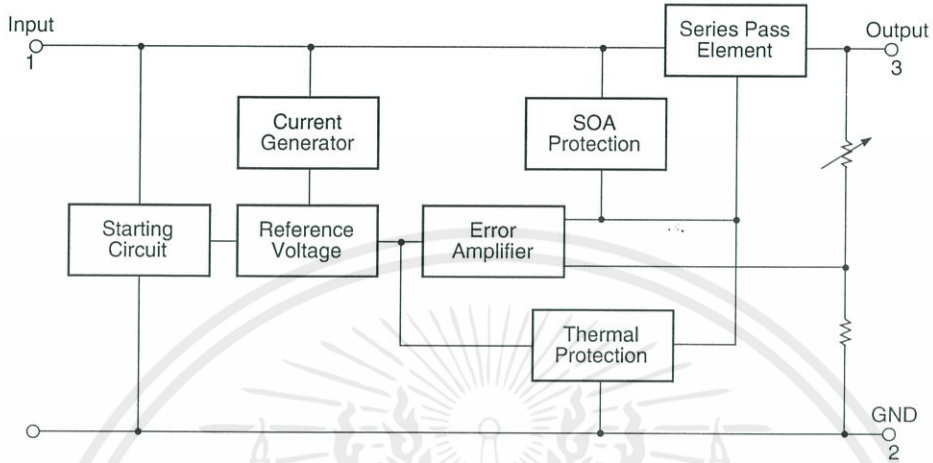 Input
1
Series Pass
Element
Output
3
Current
Generator
SOA
Protection
Starting
Circuit
Reference
Voltage
Error
Amplifier
Thermal
Protection
GND
2